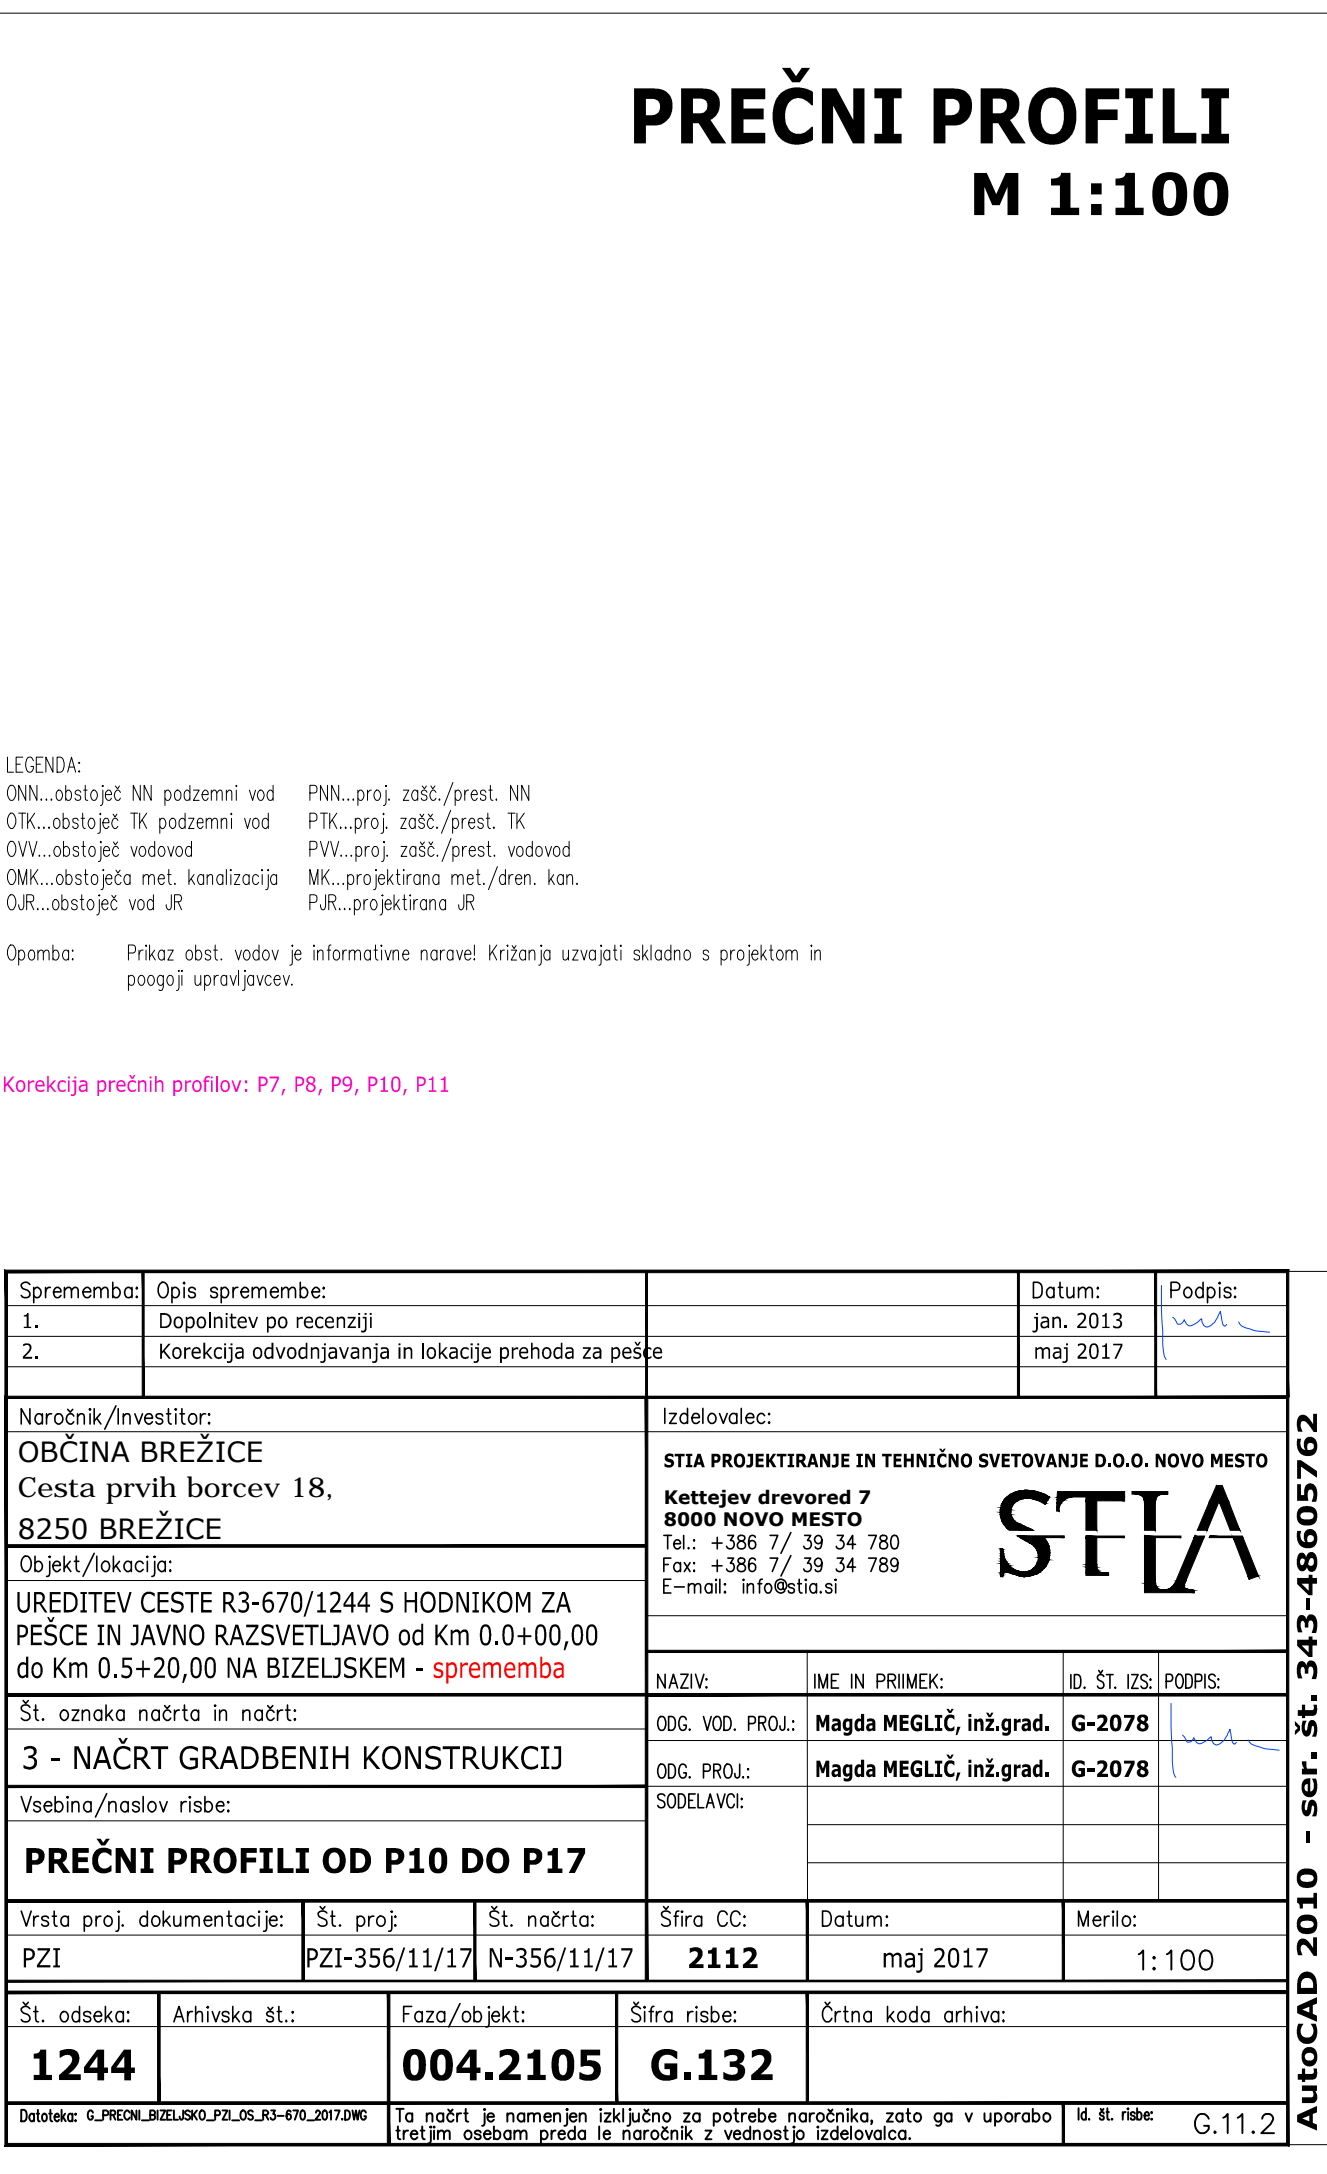 PREČNI PROFILI
M 1:100
LEGENDA:
ONN...obstoječ NN podzemni vod PNN...proj. zašč./prest. NN
OTK...obstoječ TK podzemni vod PTK...proj. zašč./prest. TK
OVV...obstoječ vodovod PVV...proj. zašč./prest. vodovod
OMK...obstoječa met. kanalizacija MK...projektirana met./dren. kan.
OJR...obstoječ vod JR PJR...projektirana JR
Opomba: Prikaz obst. vodov je informativne narave! Križanja uzvajati skladno s projektom in
poogoji upravljavcev.
Korekcija prečnih profilov: P7, P8, P9, P10, P11
Sprememba: Opis spremembe: Datum: Podpis:
1. Dopolnitev po recenziji jan. 2013
2. Korekcija odvodnjavanja in lokacije prehoda za pešce maj 2017
Naročnik/Investitor:
OBČINA BREŽICE
Cesta prvih borcev 18,
8250 BREŽICE
Objekt/lokacija:
UREDITEV CESTE R3-670/1244 S HODNIKOM ZA
PEŠCE IN JAVNO RAZSVETLJAVO od Km 0.0+00,00
do Km 0.5+20,00 NA BIZELJSKEM - sprememba
Št. oznaka načrta in načrt:
3 - NAČRT GRADBENIH KONSTRUKCIJ
Vsebina/naslov risbe:
PREČNI PROFILI OD P10 DO P17
Izdelovalec:
STIA PROJEKTIRANJE IN TEHNIČNO SVETOVANJE D.O.O. NOVO MESTO
Kettejev drevored 7
8000 NOVO MESTO
Tel.: +386 7/ 39 34 780
Fax: +386 7/ 39 34 789
E-mail: info@stia.si
STIA
NAZIV: IME IN PRIIMEK: ID. ŠT. IZS: PODPIS:
ODG. VOD. PROJ.: Magda MEGLIČ, inž.grad. G-2078
ODG. PROJ.: Magda MEGLIČ, inž.grad. G-2078
SODELAVCI:
Vrsta proj. dokumentacije: Št. proj: Št. načrta: Šfira CC: Datum: Merilo:
PZI PZI-356/11/17 N-356/11/17 2112 maj 2017 1:100
Št. odseka: Arhivska št.: Faza/objekt: Šifra risbe: Črtna koda arhiva:
1244 004.2105 G.132
Datoteka: G_PRECNI_BIZELJSKO_PZI_OS_R3-670_2017.DWG
Ta načrt je namenjen izključno za potrebe naročnika, zato ga v uporabo
tretjim osebam preda le naročnik z vednostjo izdelovalca.
Id. št. risbe: G.11.2
AutoCAD 2010 - ser. št. 343-48605762